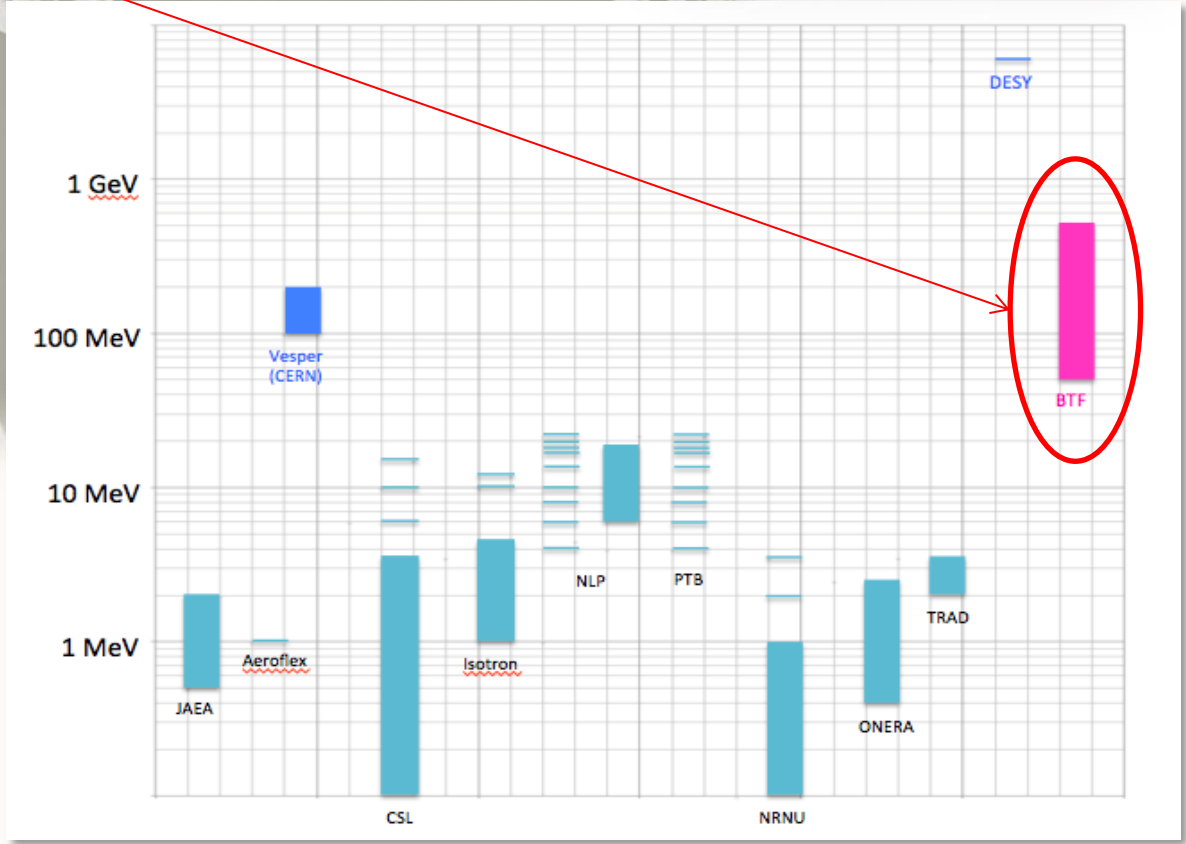 DESY
1 GeV
100 MeV
Vesper
(CERN)
BTF
10 MeV
NLP
PTB
TRAD
1 MeV
Aeroflex
Isotron
JAEA
ONERA
CSL
NRNU